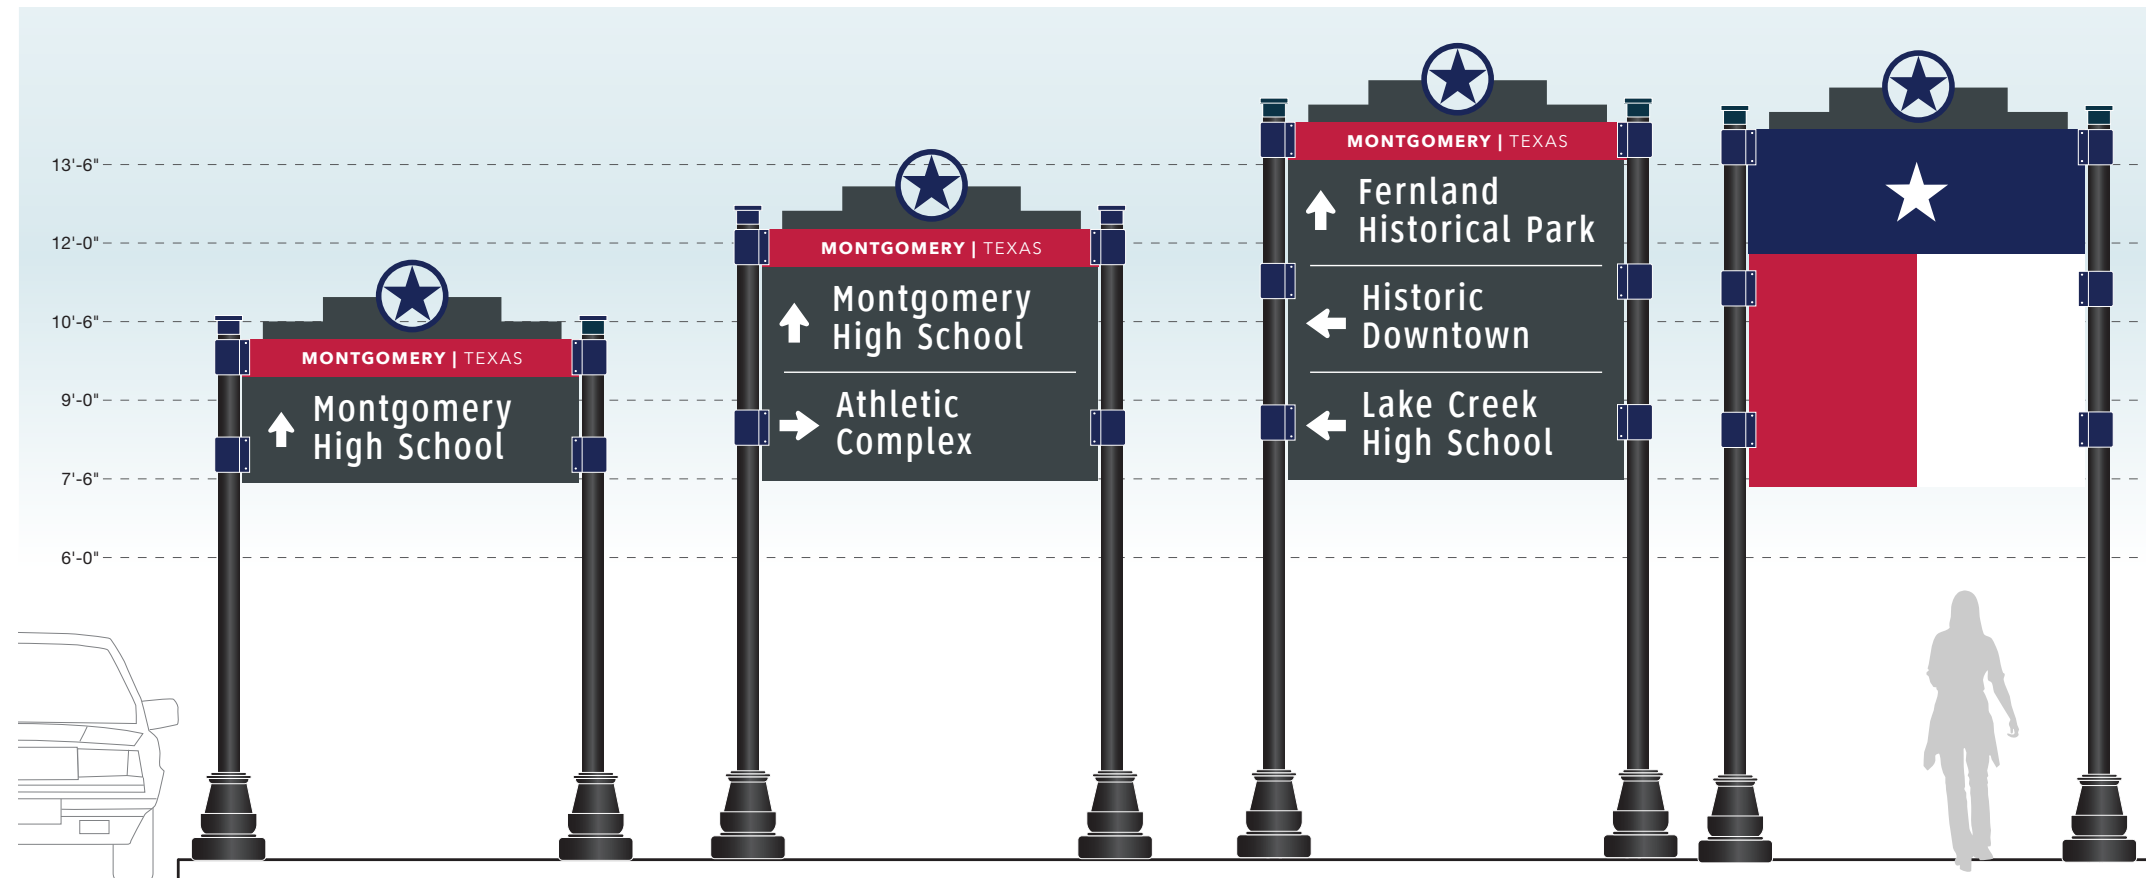 13'-6"
12'-0"
10'-6"
9'-0"
7'-6"
6'-0"
MONTGOMERY | TEXAS
Montgomery
High School
MONTGOMERY | TEXAS
Montgomery
High School
Athletic
Complex
MONTGOMERY | TEXAS
Fernland
Historical Park
Historic
Downtown
Lake Creek
High School